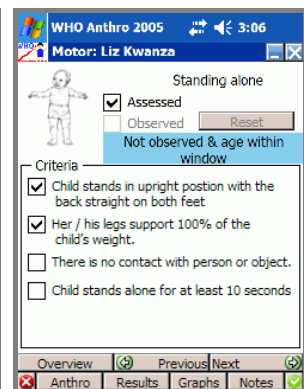 WHO Anthro 2005 3:06
WHO Motor: Liz Kwanza
Standing alone
Assessed
Observed Reset
Not observed & age within
window
Criteria
Child stands in upright postion with the
back straight on both feet
Her / his legs support 100% of the
child's weight.
There is no contact with person or object.
Child stands alone for at least 10 seconds
Overview Previous Next
Anthro Results Graphs Notes